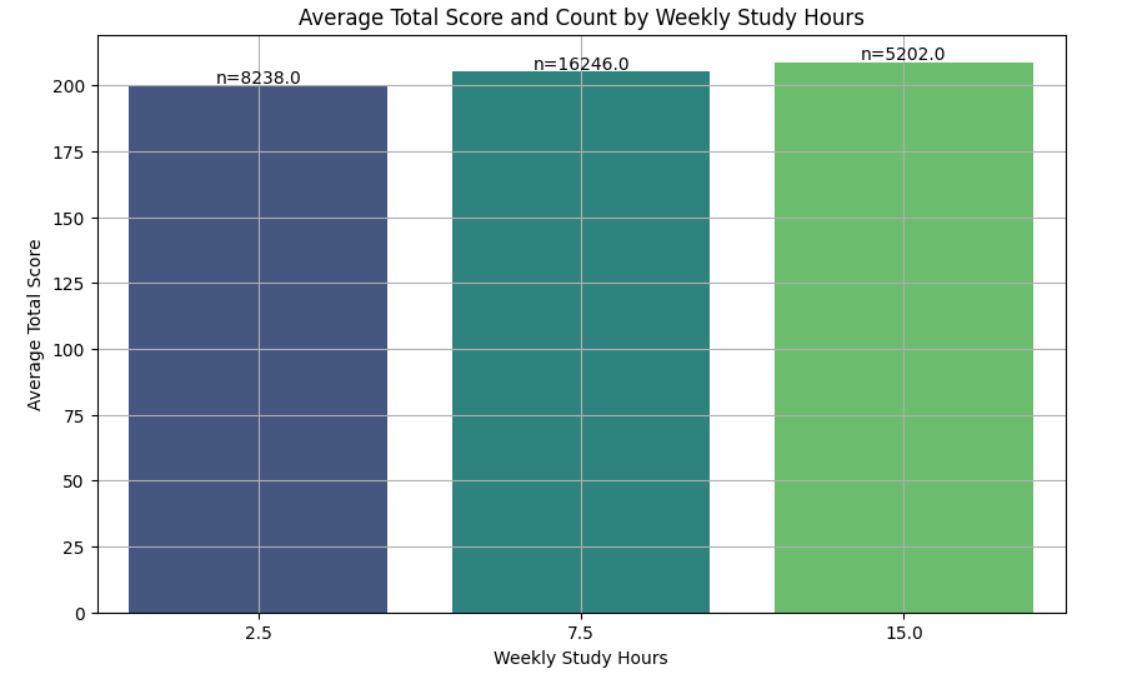 Average Total Score and Count by Weekly Study Hours
n=8238.0
n=16246.0
n=5202.0
200
175
150
125
100
75
50
25
0
Average Total Score
2.5 7.5 15.0
Weekly Study Hours